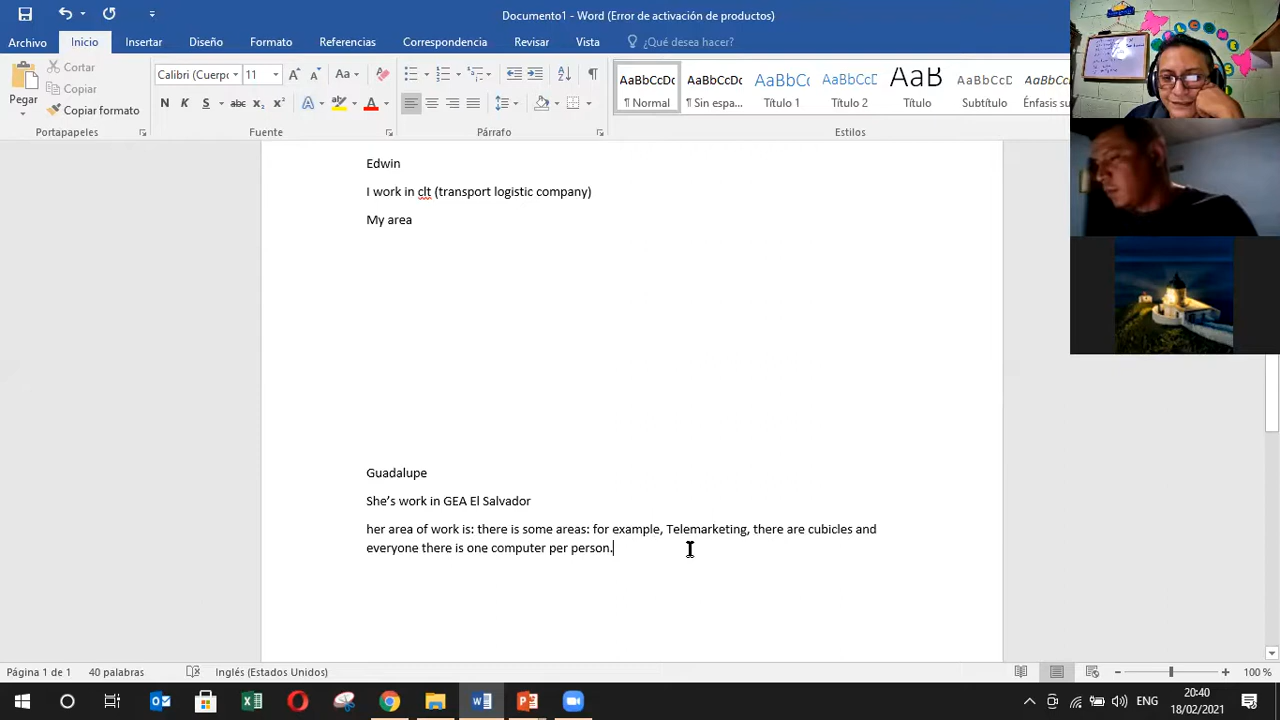 Documento1 - Word (Error de activación de productos)
Archivo Inicio Insertar Diseño Formato Referencias Correspondencia Revisar Vista ¿Qué desea hacer?
Pegar
Cortar
Copiar
Copiar formato
Calibri (Cuerpo 11
N K S abc
AaBbCcDc AaBbCcDc AaBbC AaBbCcD AaB AaBbCcD
¶ Normal ¶ Sin espa... Título 1 Título 2 Título Subtítulo Énfasis su
Portapapeles Fuente Párrafo Estilos
Edwin
I work in clt (transport logistic company)
My area
Guadalupe
She's work in GEA El Salvador
her area of work is: there is some areas: for example, Telemarketing, there are cubicles and
everyone there is one computer per person.
Página 1 de 1 40 palabras Inglés (Estados Unidos) 100 %
ENG 20:40
18/02/2021